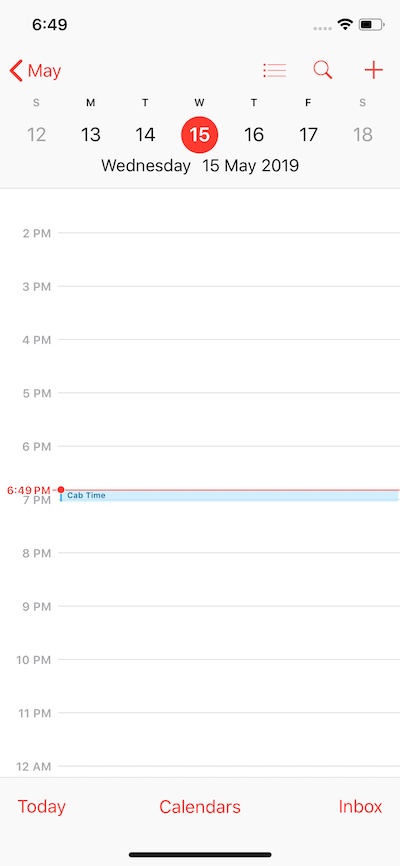 6:49
May
S M T W T F S
12 13 14 15 16 17 18
Wednesday 15 May 2019
2 PM
3 PM
4 PM
5 PM
6 PM
6:49 PM
Cab Time
7 PM
8 PM
9 PM
10 PM
11 PM
12 AM
Today Calendars Inbox